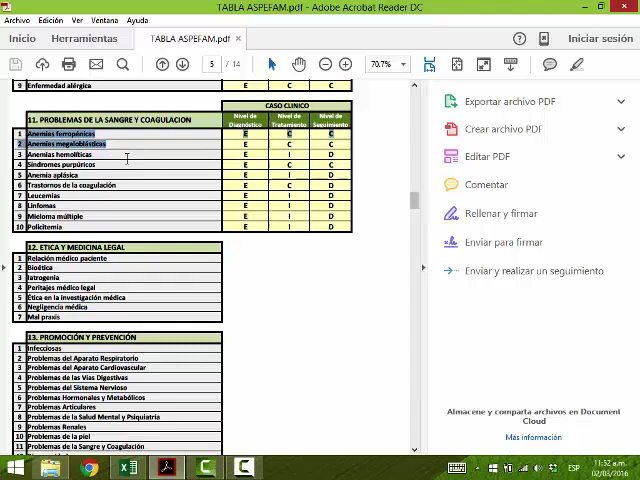 TABLA ASPEFAM.pdf - Adobe Acrobat Reader DC
Archivo Edición Ver Ventana Ayuda
Inicio Herramientas TABLA ASPEFAM.pdf × Iniciar sesión
5 / 14 70.7%
9 Enfermedad alérgica E C C
CASO CLINICO
11. PROBLEMAS DE LA SANGRE Y COAGULACION Nivel de Diagnóstico Nivel de Tratamiento Nivel de Seguimiento
1 Anemias ferropénicas E C C
2 Anemias megaloblásticas E C C
3 Anemias hemolíticas E I D
4 Síndromes purpúricos E C C
5 Anemia aplásica E I D
6 Trastornos de la coagulación E C D
7 Leucemias E I D
8 Linfomas E I D
9 Mieloma múltiple E I D
10 Policitemia E I D
12. ETICA Y MEDICINA LEGAL
1 Relación médico paciente
2 Bioética
3 Iatrogenia
4 Peritajes médico legal
5 Ética en la investigación médica
6 Negligencia médica
7 Mal praxis
13. PROMOCIÓN Y PREVENCIÓN
1 Infecciosas
2 Problemas del Aparato Respiratorio
3 Problemas del Aparato Cardiovascular
4 Problemas de las Vías Digestivas
5 Problemas del Sistema Nervioso
6 Problemas Hormonales y Metabólicos
7 Problemas Articulares
8 Problemas de la Salud Mental y Psiquiatría
9 Problemas Renales
10 Problemas de la piel
11 Problemas de la Sangre y Coagulación
Exportar archivo PDF
Crear archivo PDF
Editar PDF
Comentar
Rellenar y firmar
Enviar para firmar
Enviar y realizar un seguimiento
Almacene y comparta archivos en Document
Cloud
Más información
ESP
11:52 a.m.
02/03/2016